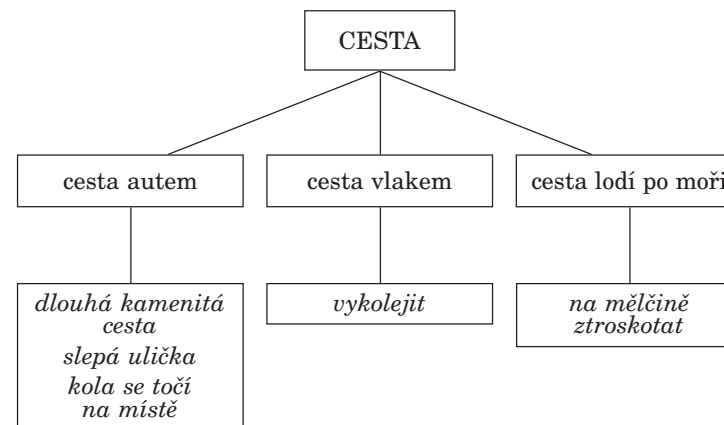 CESTA
cesta autem
cesta vlakem
cesta lodí po moři
dlouhá kamenitá
cesta
slepá ulička
kola se točí
na místě
vykolejit
na mělčině
ztroskotat